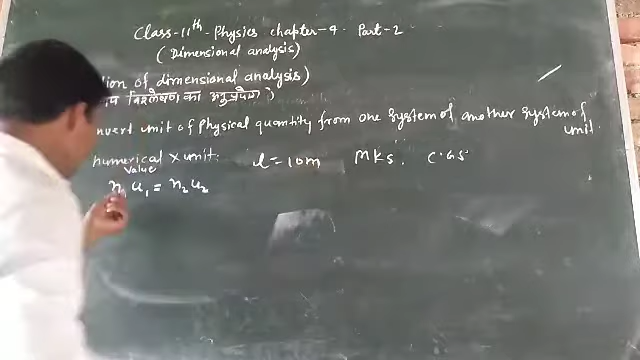 Class-11th Physics chapter-4 Part-2
(Dimensional analysis)
tion of dimensional analysis)
विश्लेषण का अनुप्रयोग)
nvert unit of Physical quantity from one system of another system of
unit.
numerical value x unit. l = 10m MKS. C.G.S
n₁u₁ = n₂u₂